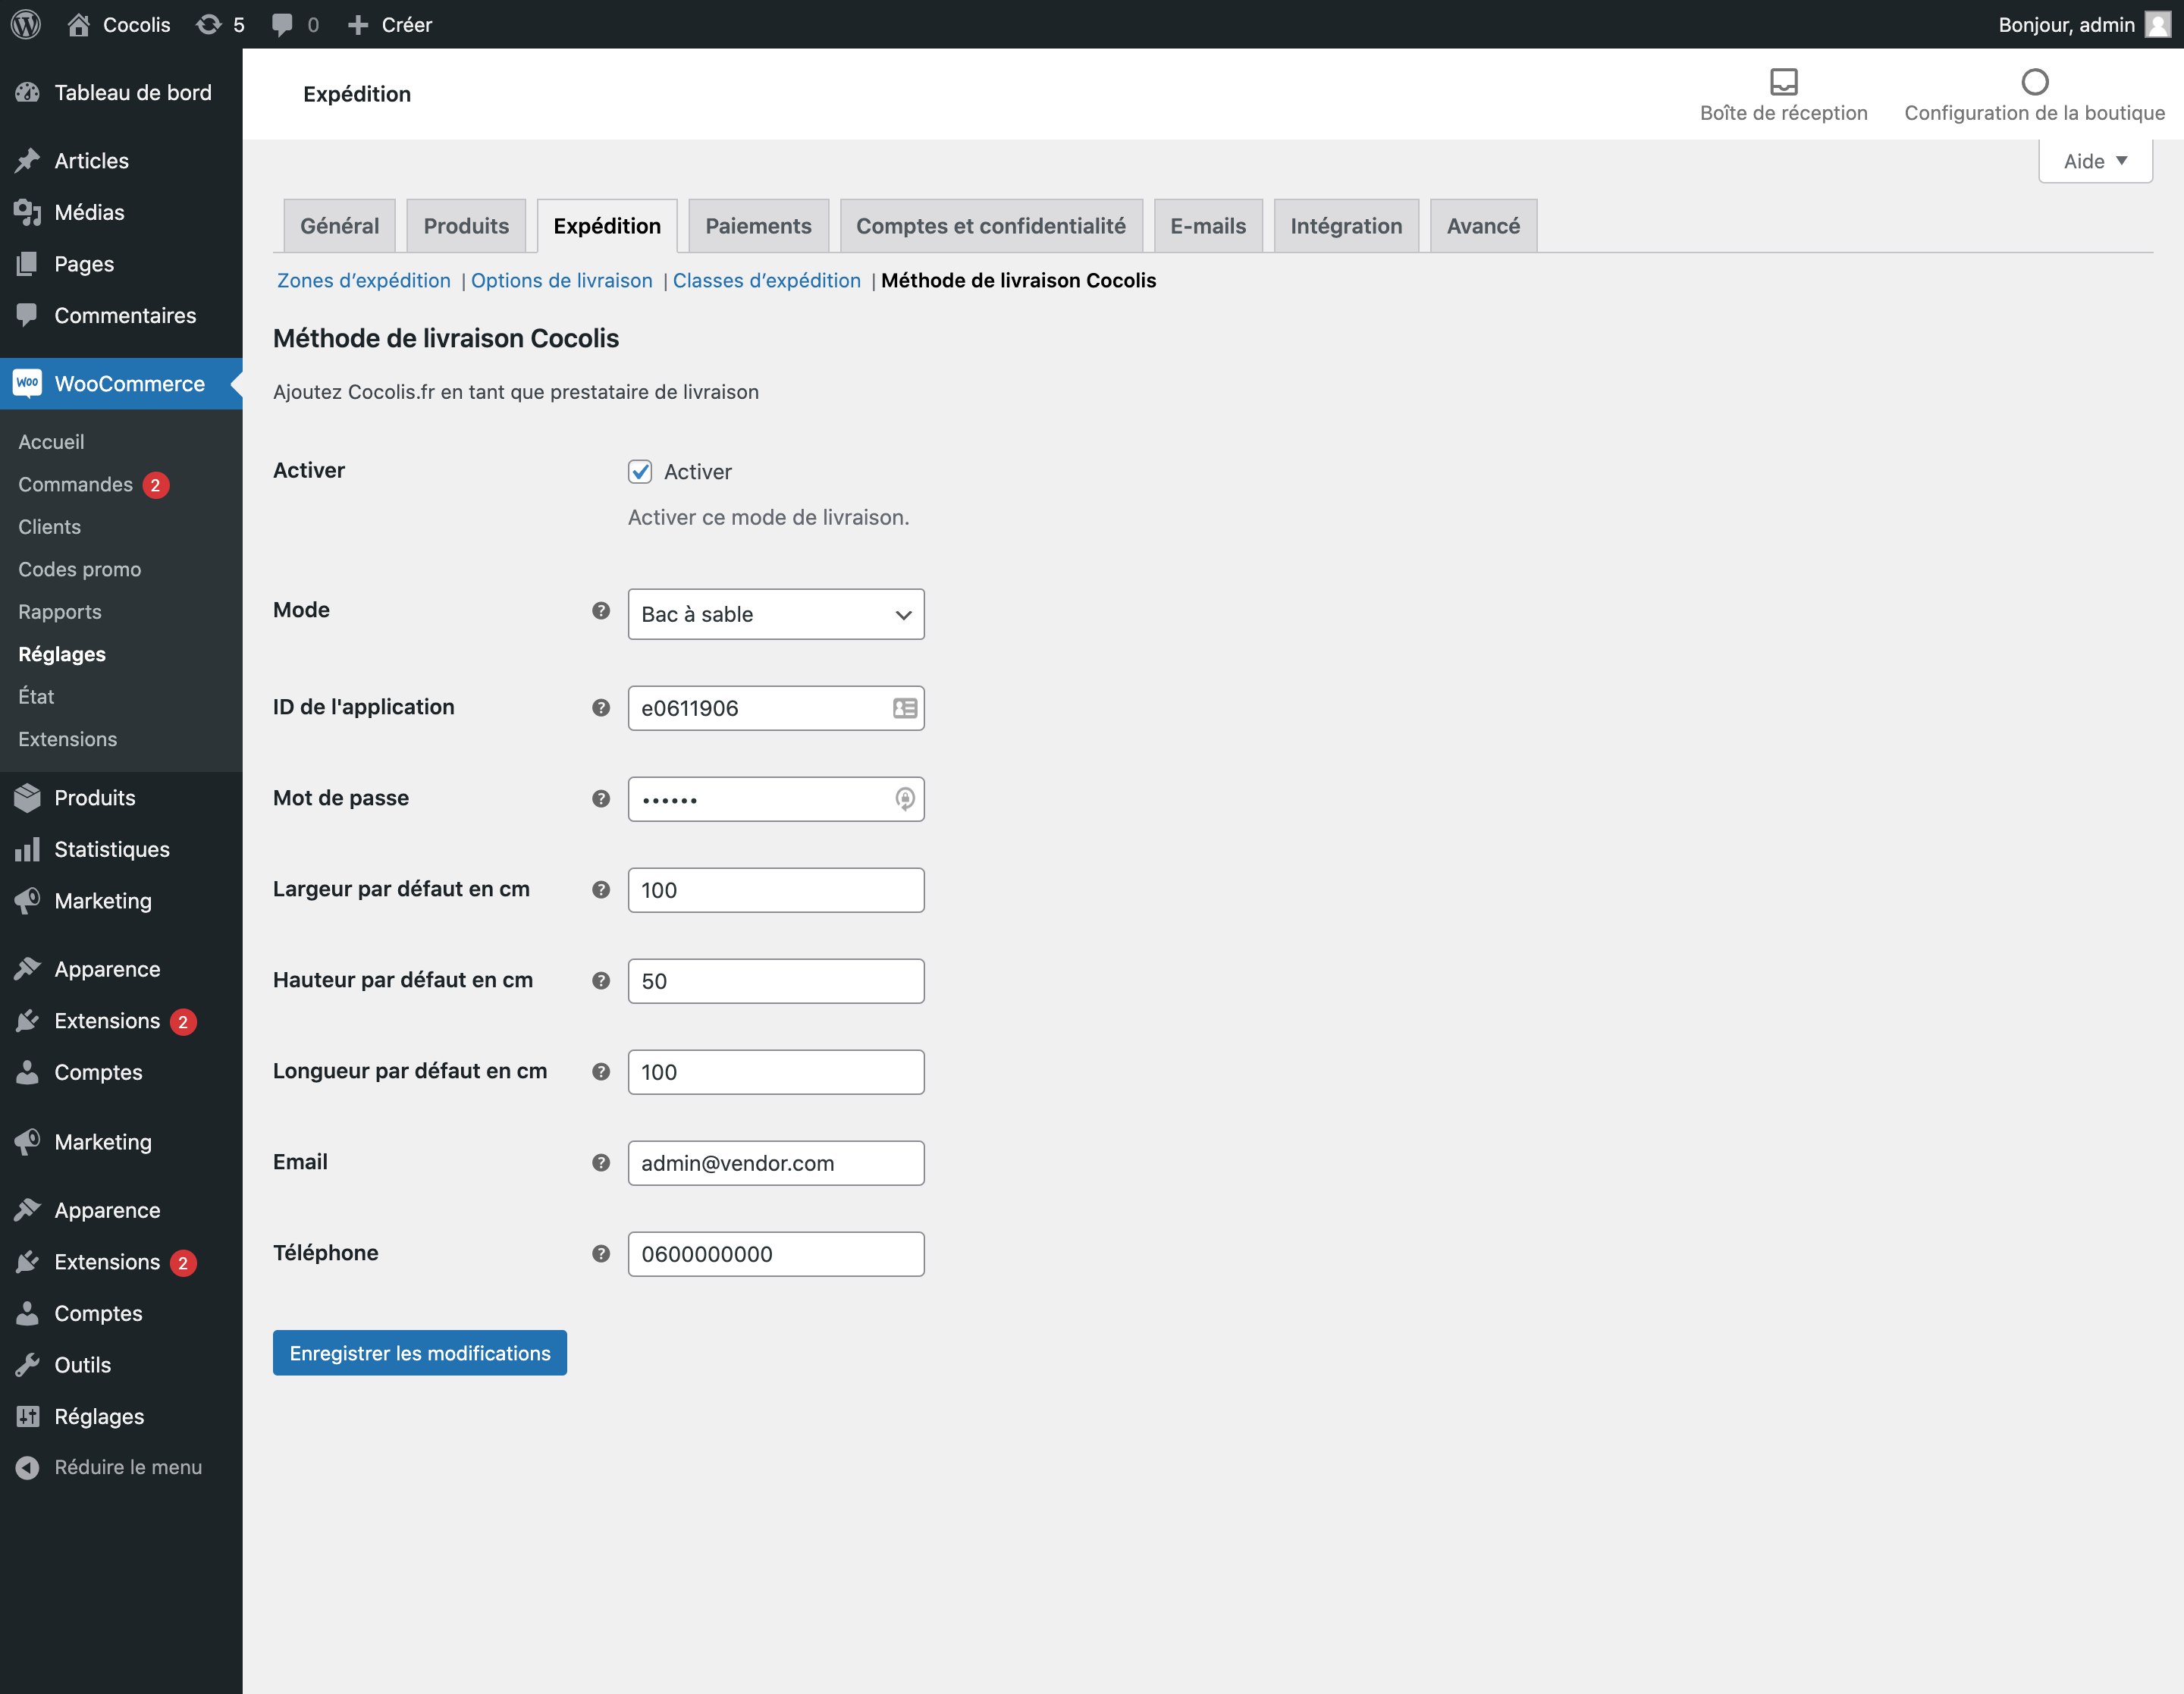 Cocolis 5 0 Créer Bonjour, admin
Tableau de bord
Articles
Médias
Pages
Commentaires
WOO WooCommerce
Accueil
Commandes 2
Clients
Codes promo
Rapports
Réglages
État
Extensions
Produits
Statistiques
Marketing
Apparence
Extensions 2
Comptes
Marketing
Apparence
Extensions 2
Comptes
Outils
Réglages
Réduire le menu
Expédition
Boîte de réception
Configuration de la boutique
Aide
Général Produits Expédition Paiements Comptes et confidentialité E-mails Intégration Avancé
Zones d’expédition | Options de livraison | Classes d’expédition | Méthode de livraison Cocolis
Méthode de livraison Cocolis
Ajoutez Cocolis.fr en tant que prestataire de livraison
Activer Activer
Activer ce mode de livraison.
Mode ? Bac à sable
ID de l'application ? e0611906
Mot de passe ? ••••••
Largeur par défaut en cm ? 100
Hauteur par défaut en cm ? 50
Longueur par défaut en cm ? 100
Email ? admin@vendor.com
Téléphone ? 0600000000
Enregistrer les modifications